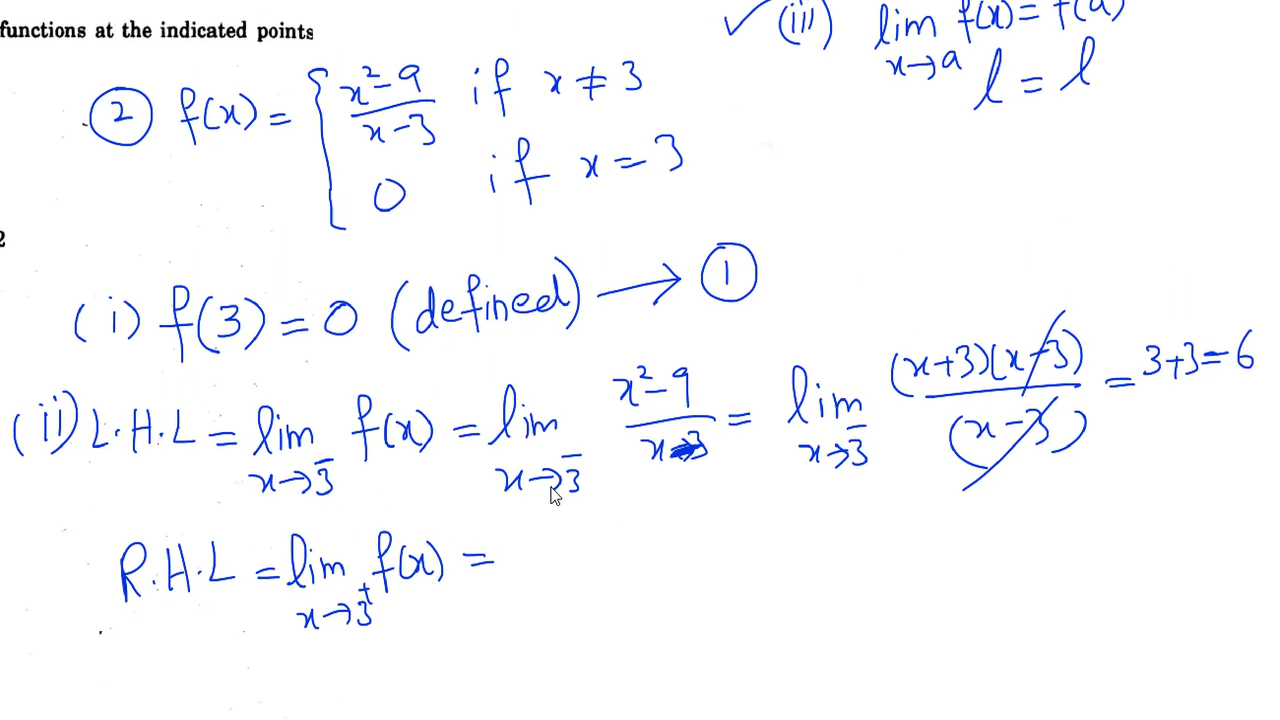 functions at the indicated points
✓(iii) lim f(x) = f(a)
x→a
l = l
② f(x) = { x²-9 / x-3 if x ≠ 3
0 if x = 3
2
(i) f(3) = 0 (defined) → ①
(ii) L.H.L = lim f(x) = lim x²-9 / x-3 = lim (x+3)(x-3) / (x-3) = 3+3 = 6
x→3⁻ x→3⁻ x→3⁻
R.H.L = lim f(x) =
x→3⁺